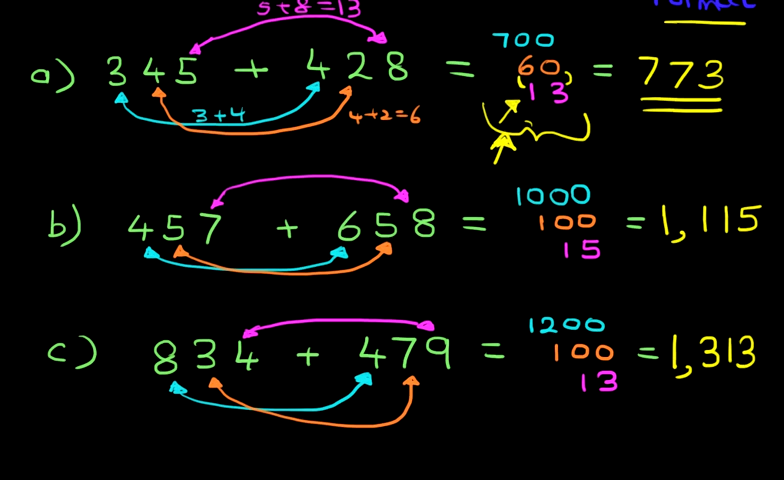 5+8=13
700
a) 345 + 428 = 60 = 773
13
3+4 4+2=6
1000
b) 457 + 658 = 100 = 1,115
15
1200
c) 834 + 479 = 100 = 1,313
13